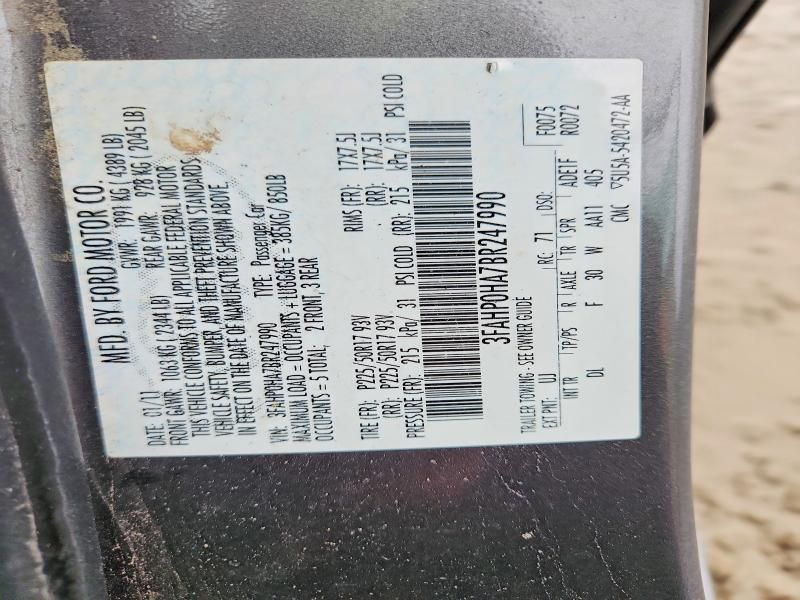 MFD. BY FORD MOTOR CO.
DATE: 01/11 GVWR: 1991 KG ( 4389 LB)
FRONT GAWR: 1063 KG ( 2344 LB) REAR GAWR: 928 KG ( 2045 LB)
THIS VEHICLE CONFORMS TO ALL APPLICABLE FEDERAL MOTOR
VEHICLE SAFETY, BUMPER, AND THEFT PREVENTION STANDARDS
IN EFFECT ON THE DATE OF MANUFACTURE SHOWN ABOVE.
VIN: 3FAHP0HA7BR247990 TYPE: Passenger Car
MAXIMUM LOAD = OCCUPANTS + LUGGAGE = 385KG/ 850LB
OCCUPANTS = 5 TOTAL; 2 FRONT, 3 REAR
TIRE (FR): P225/50R17 93V RIMS (FR): 17X7.5J
(RR): P225/50R17 93V (RR): 17X7.5J
PRESSURE (FR): 215 kPa/ 31 PSI COLD (RR): 215 kPa/ 31 PSI COLD
3FAHP0HA7BR247990
TRAILER TOWING - SEE OWNER GUIDE F0075
EXT PNT: UJ RC: 71 DSO: R0072
INT TR TP/PS R AXLE TR SPR ADE1F
DL F 30 W AA11 405
CMC ▽5U5A-5420472-AA